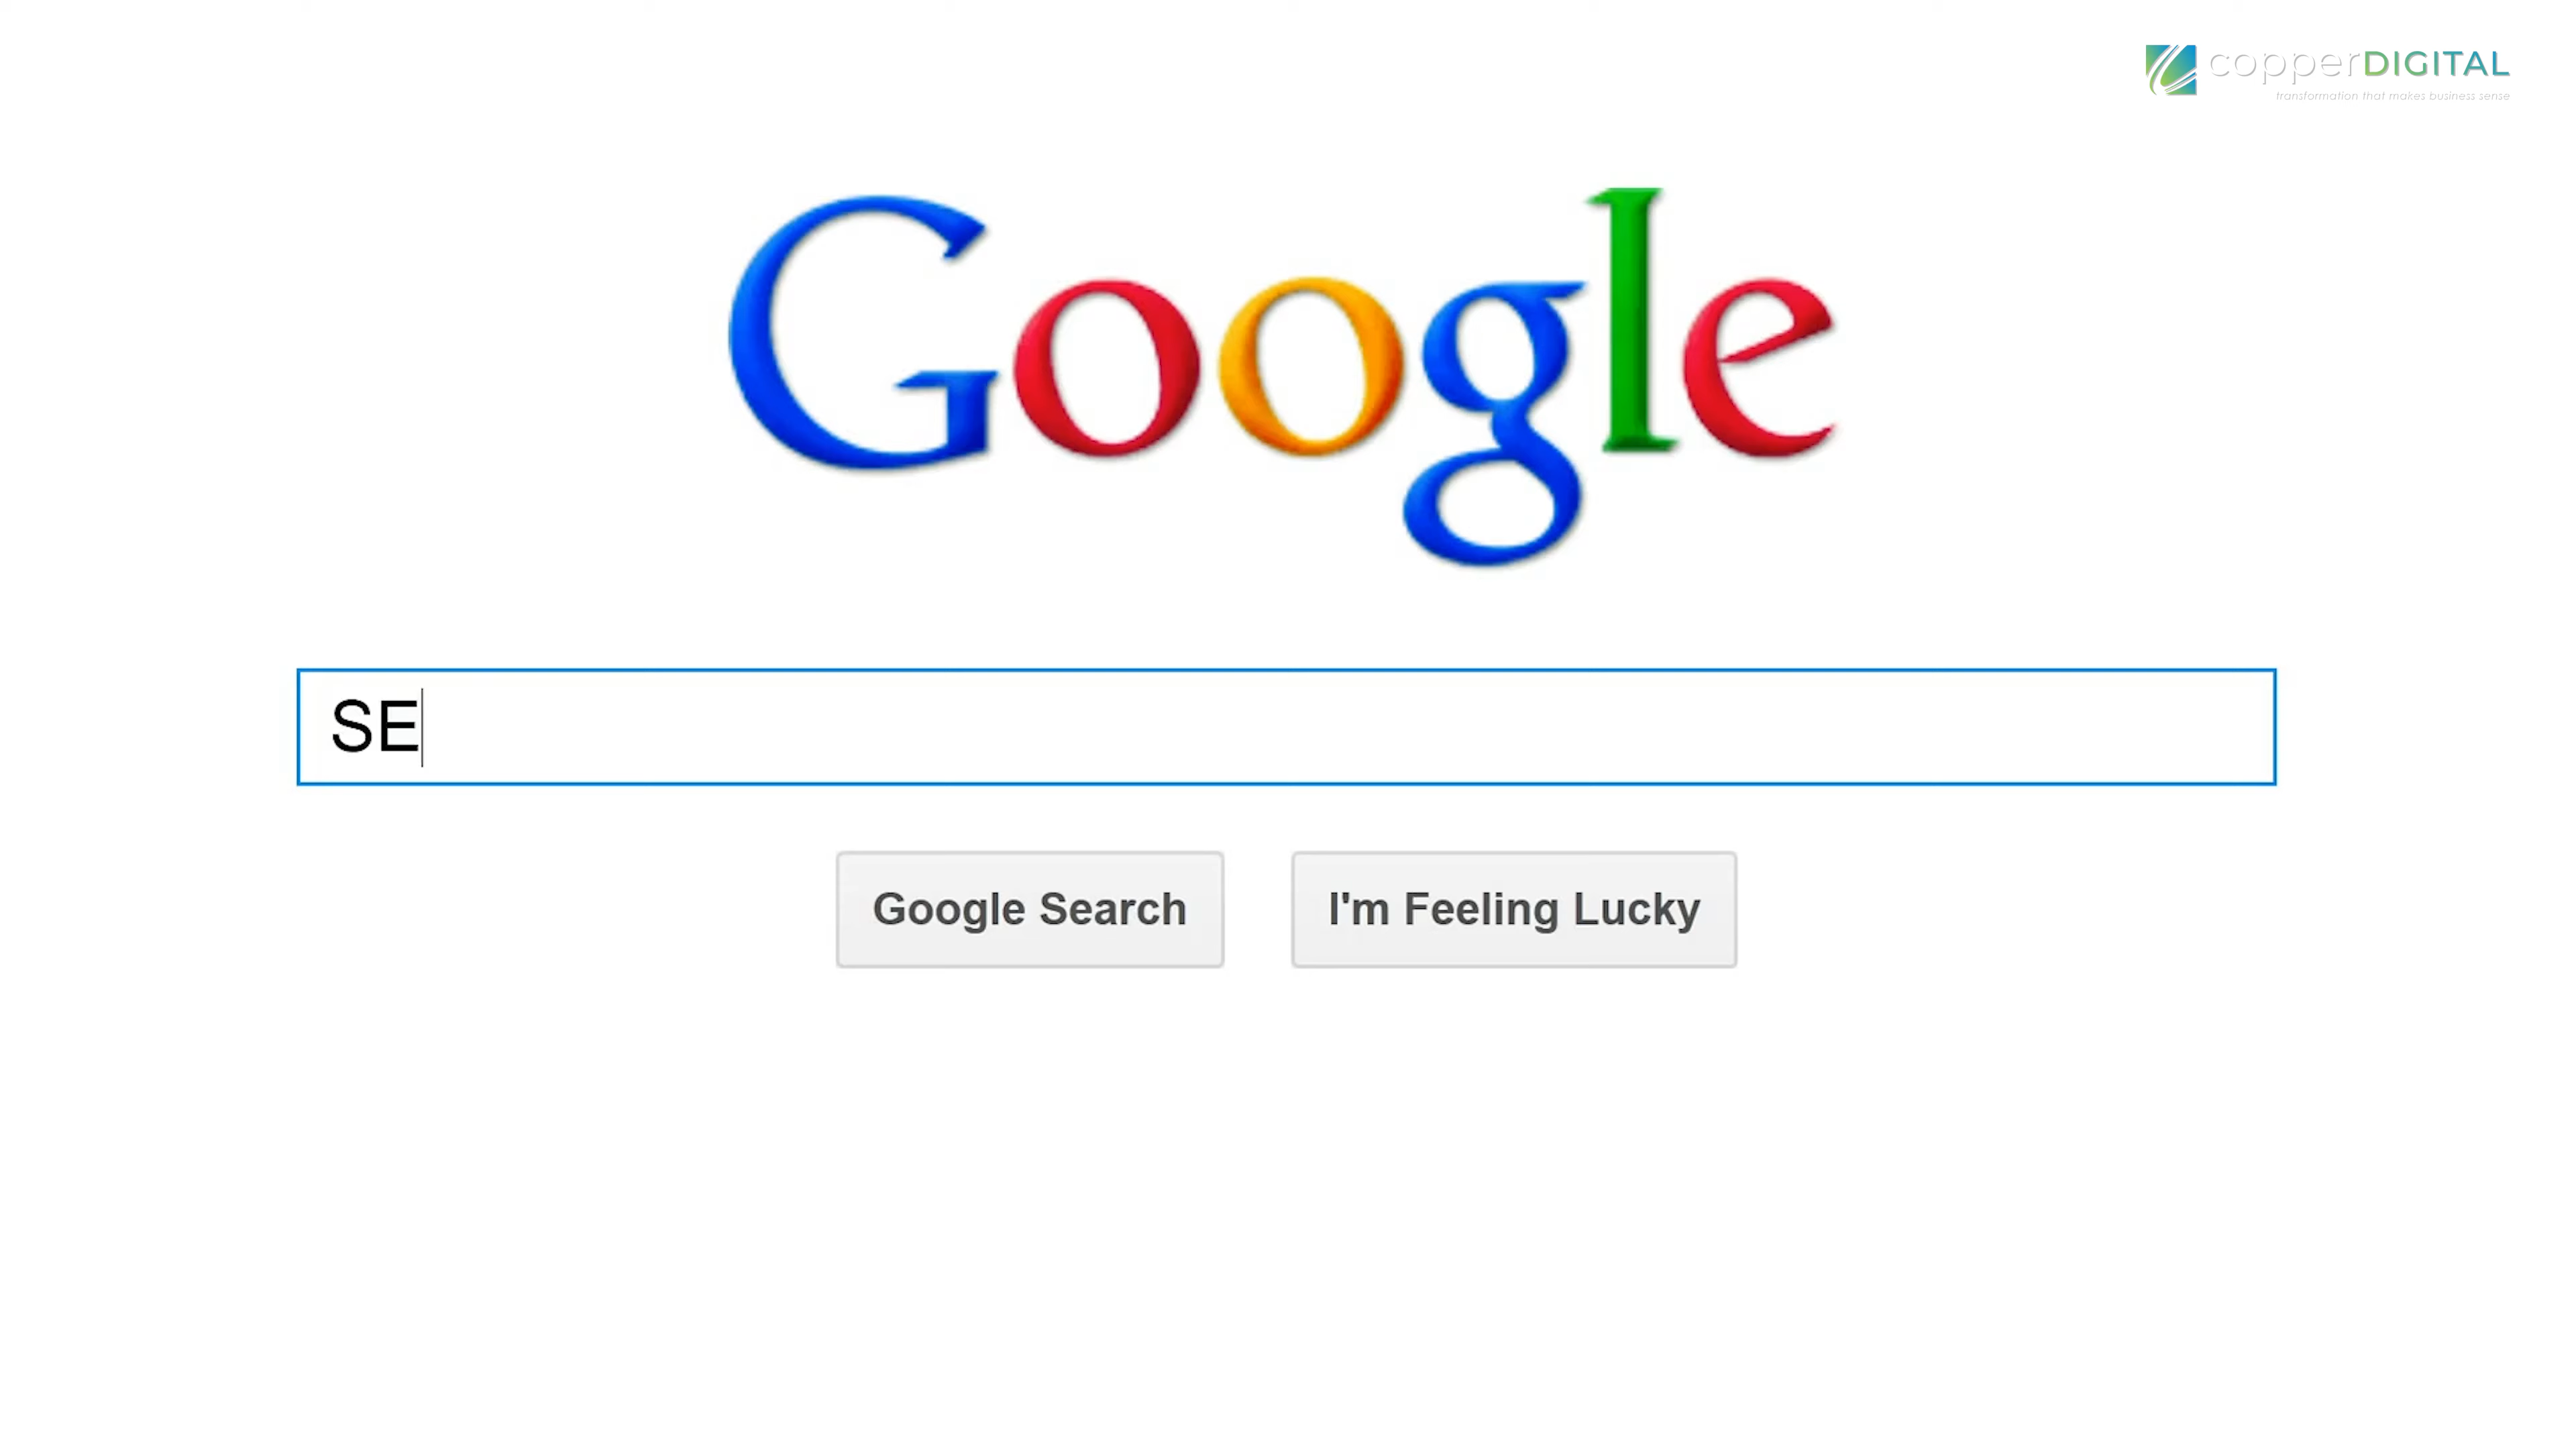 copperDIGITAL
transformation that makes business sense
Google
SE
Google Search
I'm Feeling Lucky